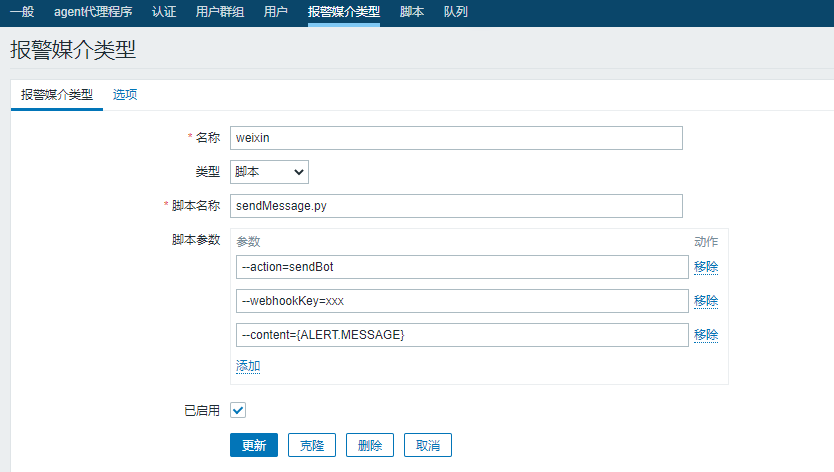 一般 agent代理程序 认证 用户群组 用户 报警媒介类型 脚本 队列
报警媒介类型
报警媒介类型 选项
* 名称 weixin
类型 脚本
* 脚本名称 sendMessage.py
脚本参数 参数 动作
--action=sendBot 移除
--webhookKey=xxx 移除
--content={ALERT.MESSAGE} 移除
添加
已启用
更新 克隆 删除 取消